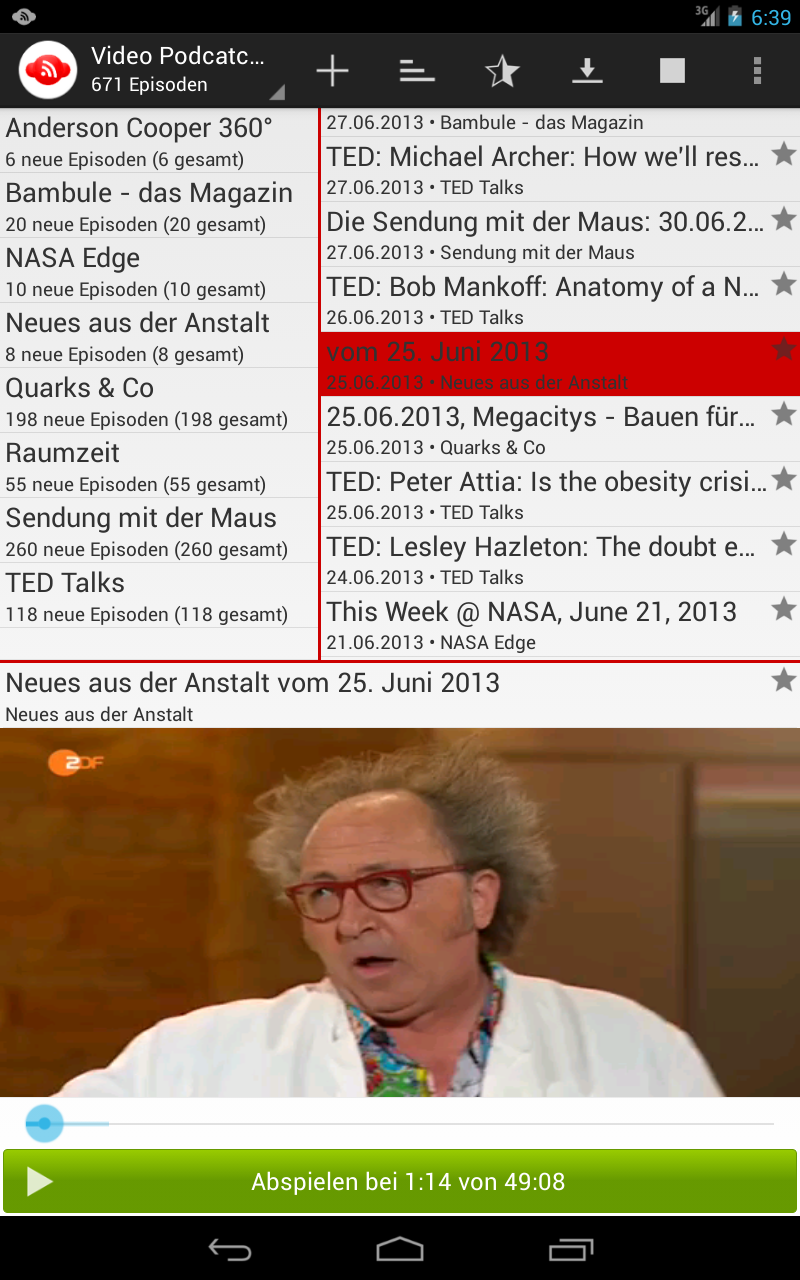 3G
6:39
Video Podcatc...
671 Episoden
Anderson Cooper 360°
6 neue Episoden (6 gesamt)
Bambule - das Magazin
20 neue Episoden (20 gesamt)
NASA Edge
10 neue Episoden (10 gesamt)
Neues aus der Anstalt
8 neue Episoden (8 gesamt)
Quarks & Co
198 neue Episoden (198 gesamt)
Raumzeit
55 neue Episoden (55 gesamt)
Sendung mit der Maus
260 neue Episoden (260 gesamt)
TED Talks
118 neue Episoden (118 gesamt)
27.06.2013 • Bambule - das Magazin
TED: Michael Archer: How we'll res...
27.06.2013 • TED Talks
Die Sendung mit der Maus: 30.06.2...
27.06.2013 • Sendung mit der Maus
TED: Bob Mankoff: Anatomy of a N...
26.06.2013 • TED Talks
vom 25. Juni 2013
25.06.2013 • Neues aus der Anstalt
25.06.2013, Megacitys - Bauen für...
25.06.2013 • Quarks & Co
TED: Peter Attia: Is the obesity crisi...
25.06.2013 • TED Talks
TED: Lesley Hazleton: The doubt e...
24.06.2013 • TED Talks
This Week @ NASA, June 21, 2013
21.06.2013 • NASA Edge
Neues aus der Anstalt vom 25. Juni 2013
Neues aus der Anstalt
ZDF
Abspielen bei 1:14 von 49:08